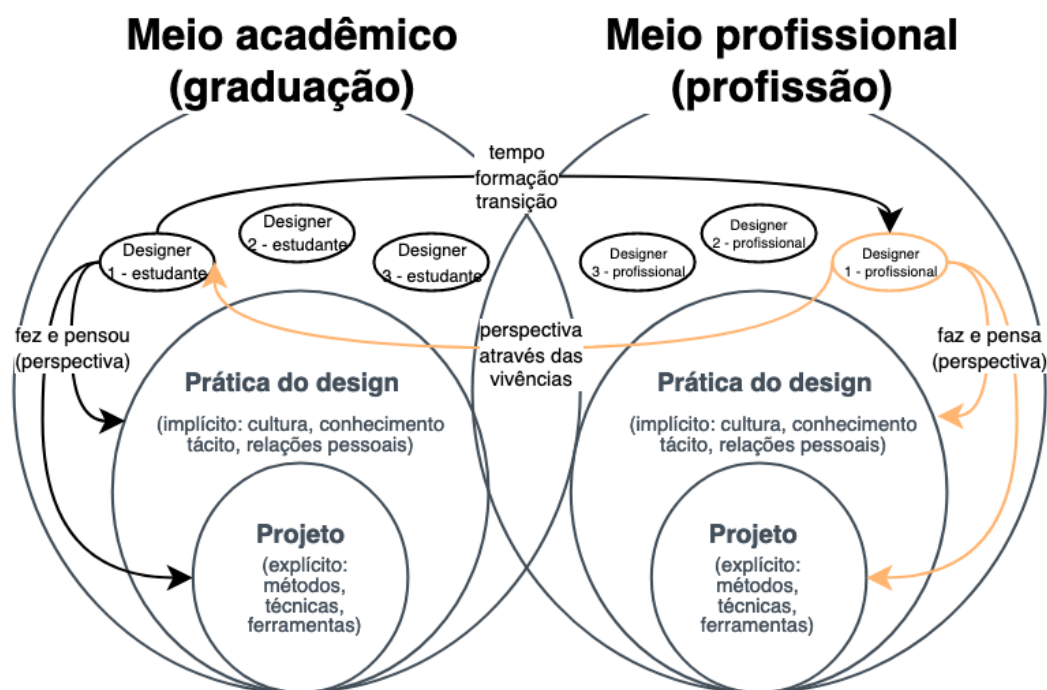 Meio acadêmico
(graduação)
Meio profissional
(profissão)
tempo
formação
transição
Designer
1 - estudante
Designer
2 - estudante
Designer
3 - estudante
Designer
3 - profissional
Designer
2 - profissional
Designer
1 - profissional
fez e pensou
(perspectiva)
perspectiva
através das
vivências
faz e pensa
(perspectiva)
Prática do design
(implícito: cultura, conhecimento
tácito, relações pessoais)
Projeto
(explícito:
métodos,
técnicas,
ferramentas)
Prática do design
(implícito: cultura, conhecimento
tácito, relações pessoais)
Projeto
(explícito:
métodos,
técnicas,
ferramentas)